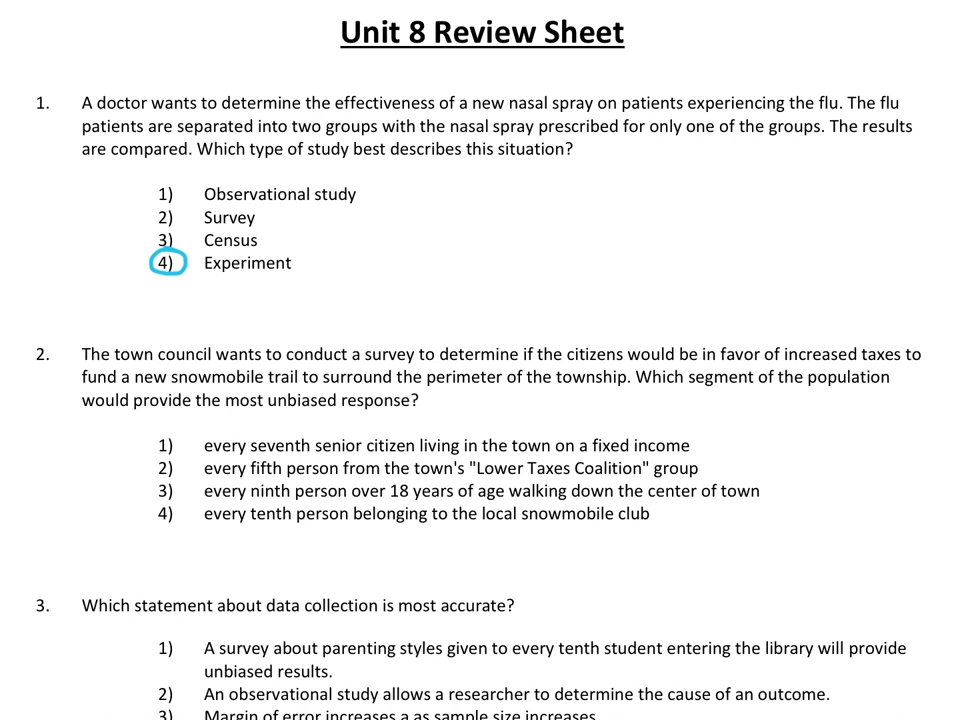 Unit 8 Review Sheet
1. A doctor wants to determine the effectiveness of a new nasal spray on patients experiencing the flu. The flu
patients are separated into two groups with the nasal spray prescribed for only one of the groups. The results
are compared. Which type of study best describes this situation?
1) Observational study
2) Survey
3) Census
4) Experiment
2. The town council wants to conduct a survey to determine if the citizens would be in favor of increased taxes to
fund a new snowmobile trail to surround the perimeter of the township. Which segment of the population
would provide the most unbiased response?
1) every seventh senior citizen living in the town on a fixed income
2) every fifth person from the town's "Lower Taxes Coalition" group
3) every ninth person over 18 years of age walking down the center of town
4) every tenth person belonging to the local snowmobile club
3. Which statement about data collection is most accurate?
1) A survey about parenting styles given to every tenth student entering the library will provide
unbiased results.
2) An observational study allows a researcher to determine the cause of an outcome.
3) Margin of error increases a as sample size increases.